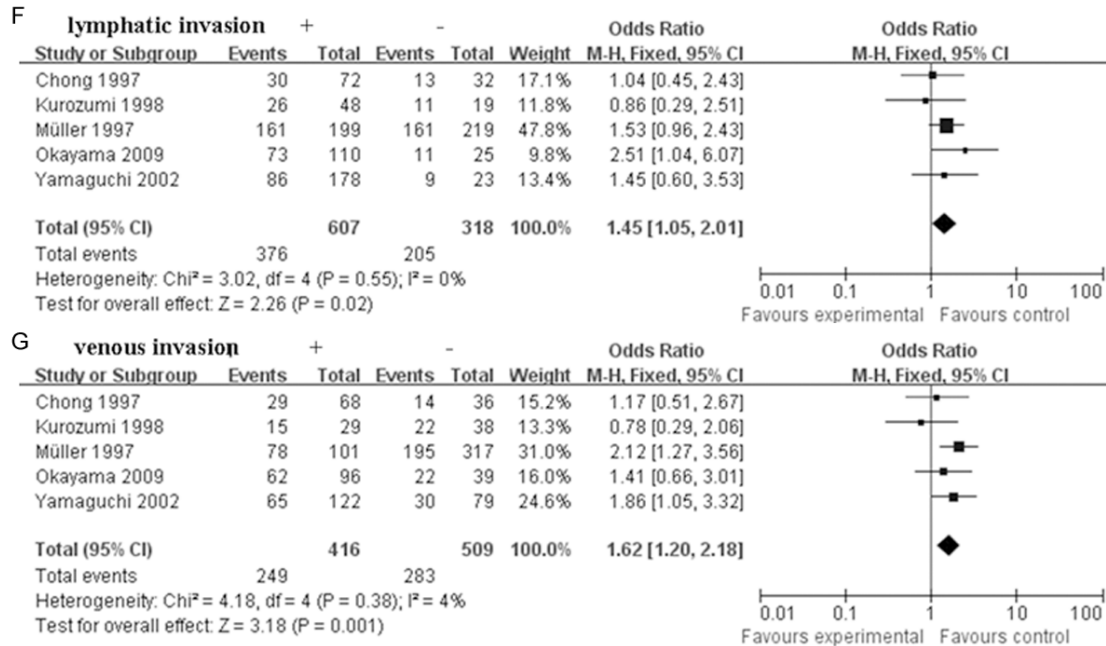 F
lymphatic invasion + - Odds Ratio Odds Ratio
Study or Subgroup Events Total Events Total Weight M-H, Fixed, 95% CI M-H, Fixed, 95% CI
Chong 1997 30 72 13 32 17.1% 1.04 [0.45, 2.43]
Kurozumi 1998 26 48 11 19 11.8% 0.86 [0.29, 2.51]
Müller 1997 161 199 161 219 47.8% 1.53 [0.96, 2.43]
Okayama 2009 73 110 11 25 9.8% 2.51 [1.04, 6.07]
Yamaguchi 2002 86 178 9 23 13.4% 1.45 [0.60, 3.53]
Total (95% CI) 607 318 100.0% 1.45 [1.05, 2.01]
Total events 376 205
Heterogeneity: Chi² = 3.02, df = 4 (P = 0.55); I² = 0%
Test for overall effect: Z = 2.26 (P = 0.02)
0.01 0.1 1 10 100
Favours experimental Favours control
G
venous invasion + - Odds Ratio Odds Ratio
Study or Subgroup Events Total Events Total Weight M-H, Fixed, 95% CI M-H, Fixed, 95% CI
Chong 1997 29 68 14 36 15.2% 1.17 [0.51, 2.67]
Kurozumi 1998 15 29 22 38 13.3% 0.78 [0.29, 2.06]
Müller 1997 78 101 195 317 31.0% 2.12 [1.27, 3.56]
Okayama 2009 62 96 22 39 16.0% 1.41 [0.66, 3.01]
Yamaguchi 2002 65 122 30 79 24.6% 1.86 [1.05, 3.32]
Total (95% CI) 416 509 100.0% 1.62 [1.20, 2.18]
Total events 249 283
Heterogeneity: Chi² = 4.18, df = 4 (P = 0.38); I² = 4%
Test for overall effect: Z = 3.18 (P = 0.001)
0.01 0.1 1 10 100
Favours experimental Favours control